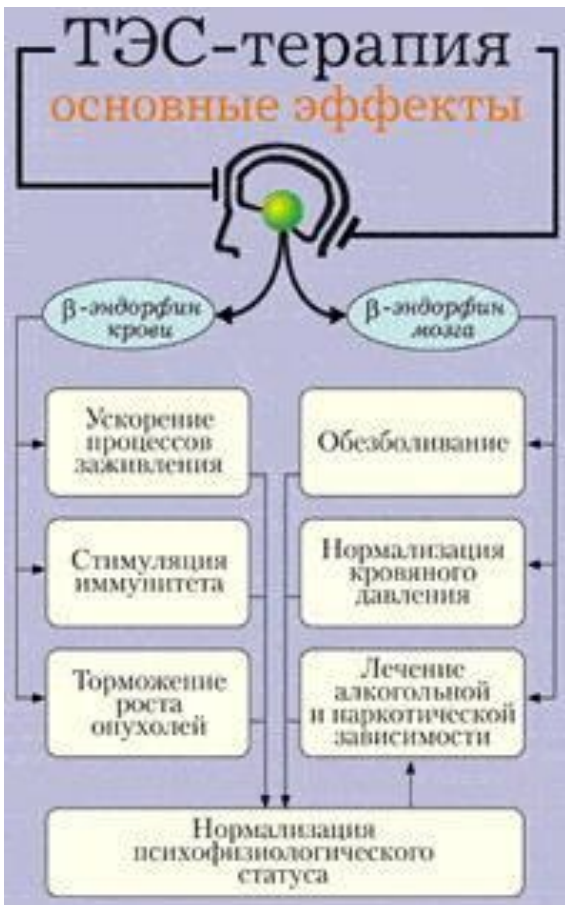 ТЭС-терапия
основные эффекты
β-эндорфин
крови
β-эндорфин
мозга
Ускорение
процессов
заживления
Обезболивание
Стимуляция
иммунитета
Нормализация
кровяного
давления
Торможение
роста
опухолей
Лечение
алкогольной
и наркотической
зависимости
Нормализация
психофизиологического
статуса